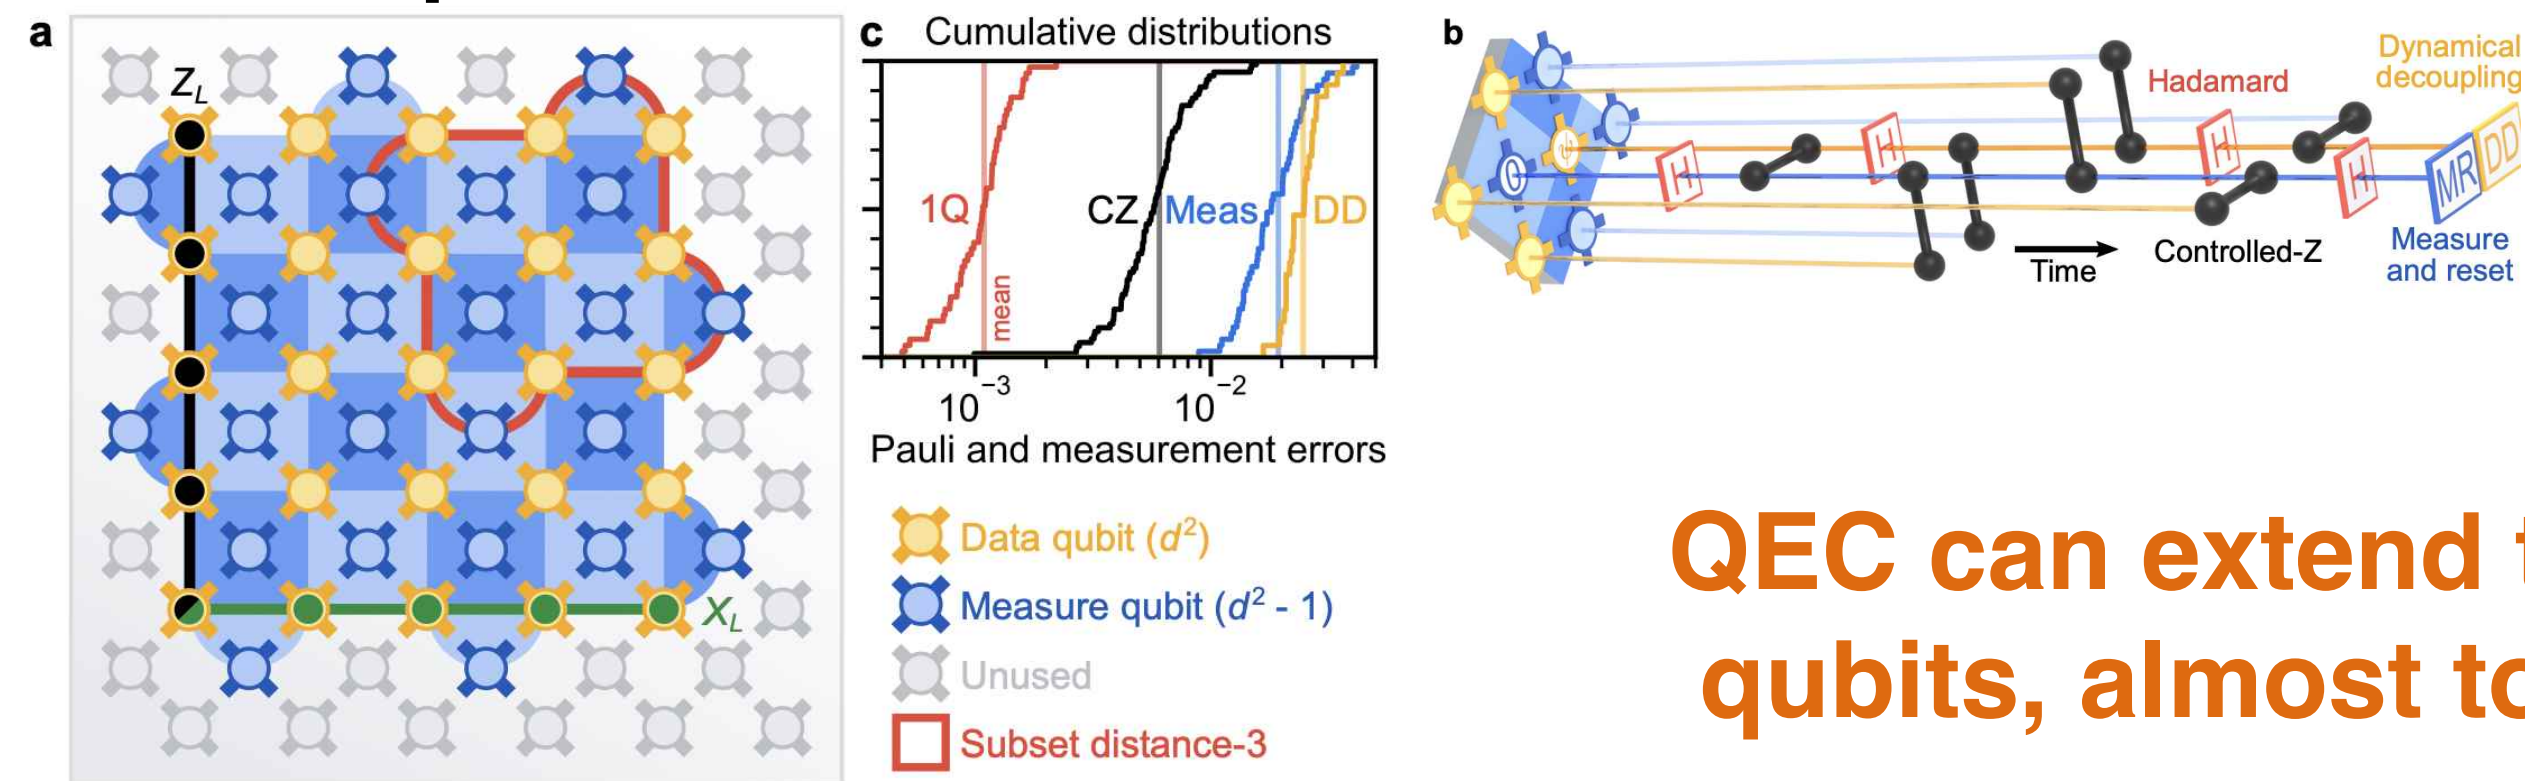 a
Z_L
X_L
c
Cumulative distributions
1Q
mean
CZ
Meas
DD
10⁻³
10⁻²
Pauli and measurement errors
Data qubit (d²)
Measure qubit (d² - 1)
Unused
Subset distance-3
b
Dynamical
decoupling
Hadamard
H
H
H
H
ψ
0
MR
DD
Time
Controlled-Z
Measure
and reset
QEC can extend
qubits, almost